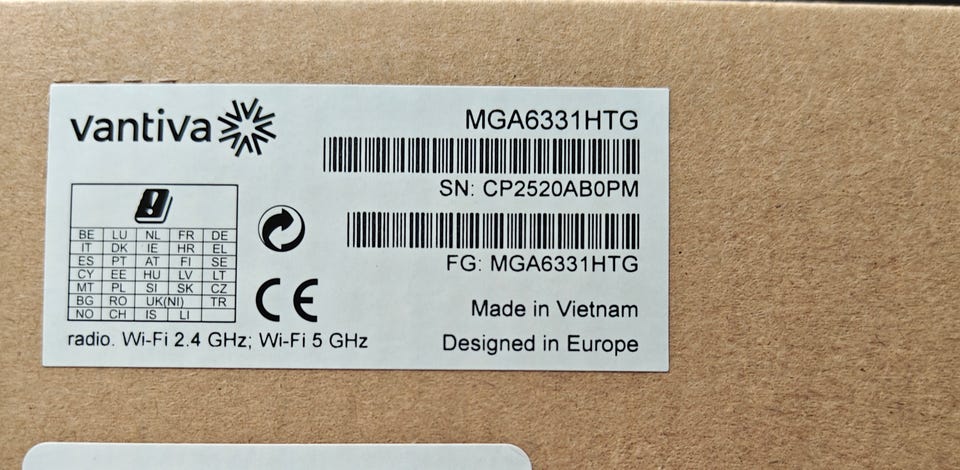 vantiva
MGA6331HTG
SN: CP2520AB0PM
FG: MGA6331HTG
BE LU NL FR DE
IT DK IE HR EL
ES PT AT FI SE
CY EE HU LV LT
MT PL SI SK CZ
BG RO UK(NI) TR
NO CH IS LI
CE
Made in Vietnam
radio. Wi-Fi 2.4 GHz; Wi-Fi 5 GHz
Designed in Europe